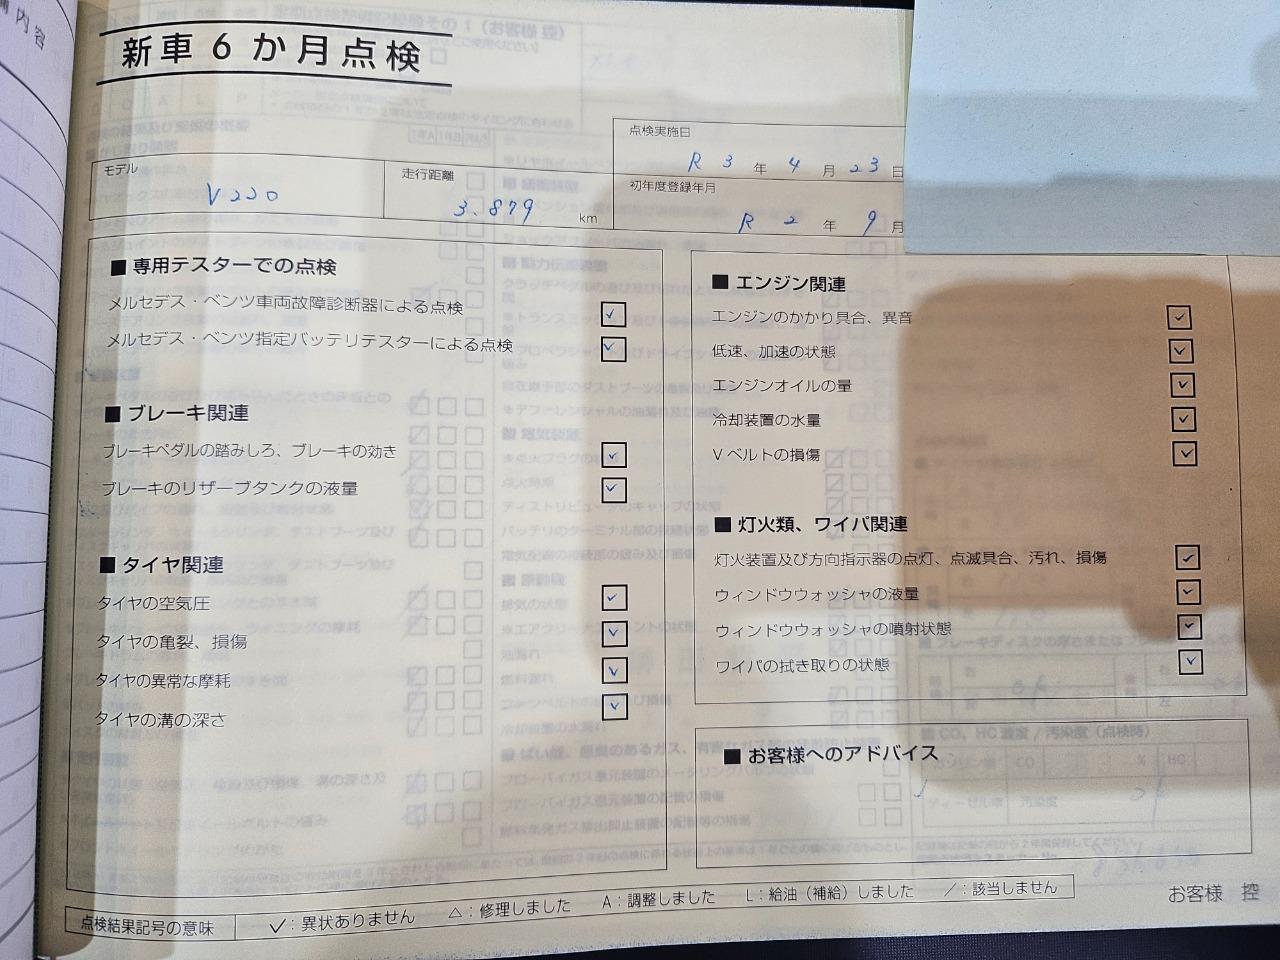 新車6か月点検
点検実施日
R 3 年 4 月 23 日
初年度登録年月
R 2 年 9 月
モデル
V220
走行距離
3.879 km
■ 専用テスターでの点検
メルセデス・ベンツ車両故障診断器による点検 ✓
メルセデス・ベンツ指定バッテリテスターによる点検 ✓
■ ブレーキ関連
ブレーキペダルの踏みしろ、ブレーキの効き ✓
ブレーキのリザーブタンクの液量 ✓
■ タイヤ関連
タイヤの空気圧 ✓
タイヤの亀裂、損傷 ✓
タイヤの異常な摩耗 ✓
タイヤの溝の深さ ✓
■ エンジン関連
エンジンのかかり具合、異音 ✓
低速、加速の状態 ✓
エンジンオイルの量 ✓
冷却装置の水量 ✓
Vベルトの損傷 ✓
■ 灯火類、ワイパ関連
灯火装置及び方向指示器の点灯、点滅具合、汚れ、損傷 ✓
ウィンドウウォッシャの液量 ✓
ウィンドウウォッシャの噴射状態 ✓
ワイパの拭き取りの状態 ✓
■ お客様へのアドバイス
点検結果記号の意味
✓：異状ありません △：修理しました A：調整しました L：給油（補給）しました ／：該当しません
お客様 控